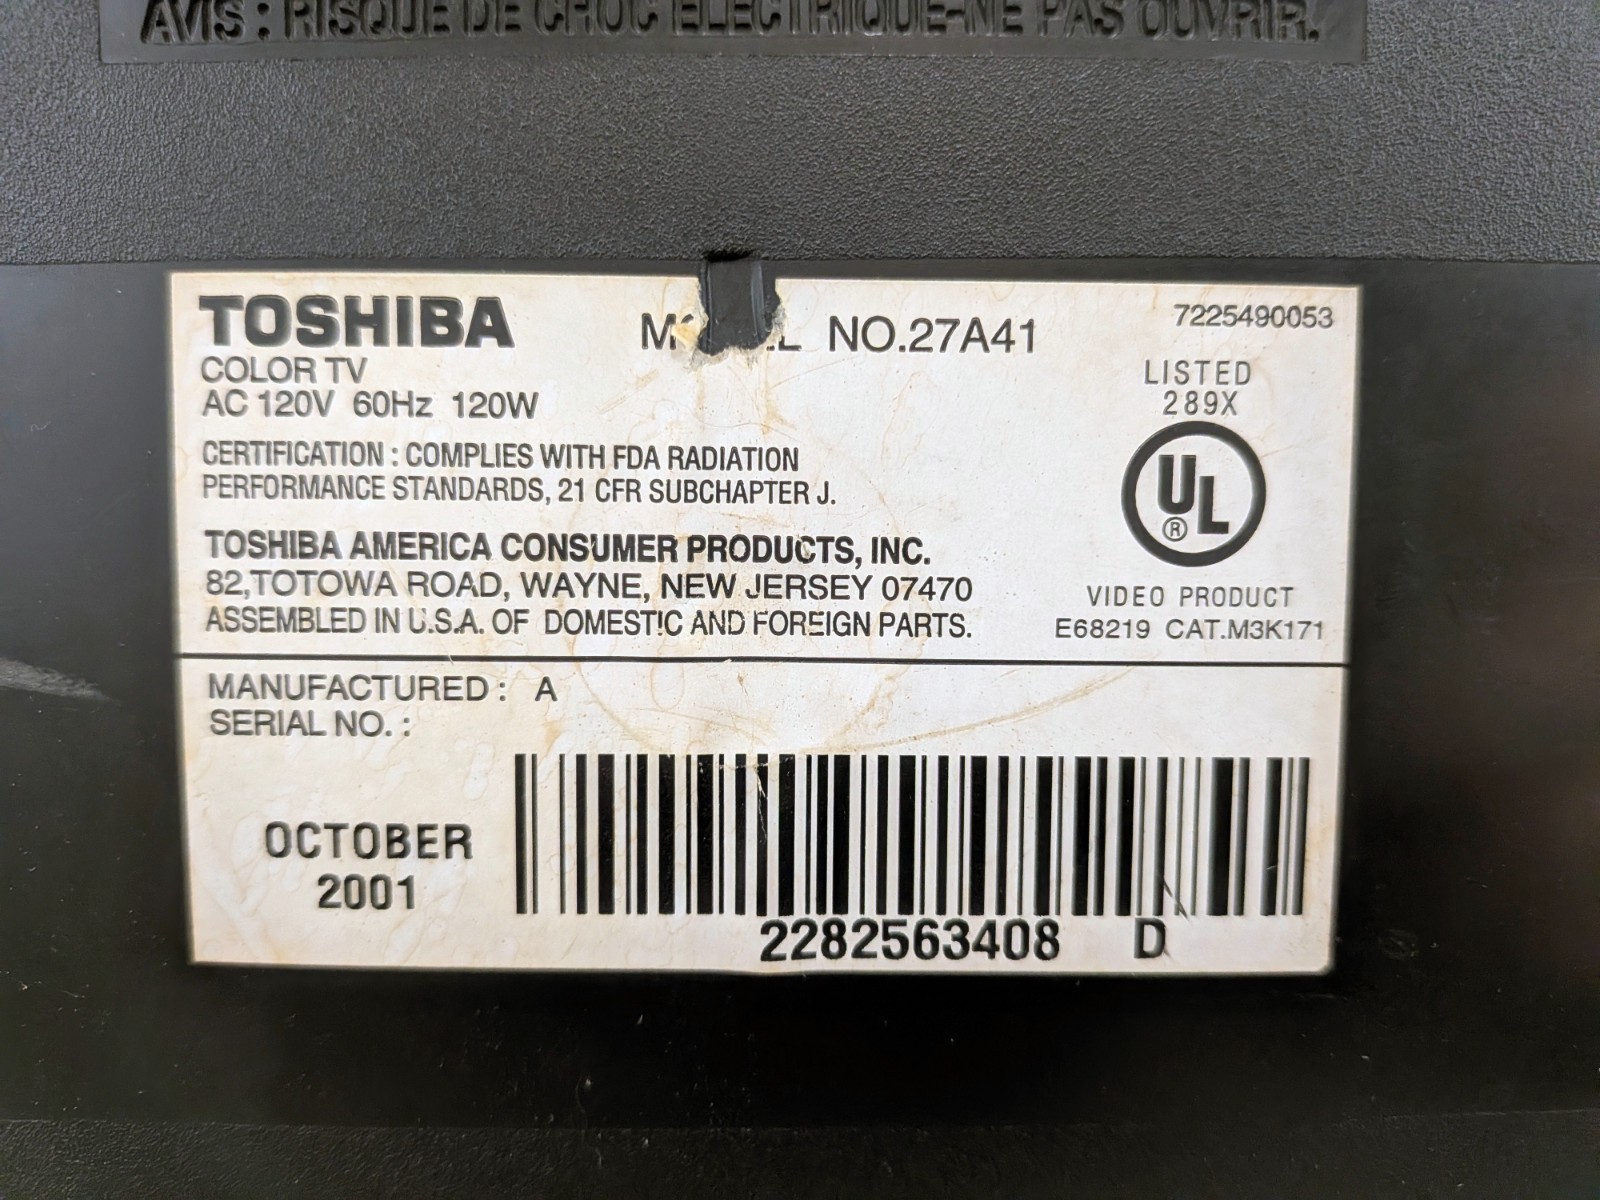 AVIS : RISQUE DE CHOC ELECTRIQUE-NE PAS OUVRIR.
TOSHIBA
COLOR TV
AC 120V 60Hz 120W
NO.27A41
7225490053
LISTED
289X
UL
®
VIDEO PRODUCT
E68219 CAT.M3K171
CERTIFICATION : COMPLIES WITH FDA RADIATION
PERFORMANCE STANDARDS, 21 CFR SUBCHAPTER J.
TOSHIBA AMERICA CONSUMER PRODUCTS, INC.
82,TOTOWA ROAD, WAYNE, NEW JERSEY 07470
ASSEMBLED IN U.S.A. OF DOMESTIC AND FOREIGN PARTS.
MANUFACTURED : A
SERIAL NO. :
OCTOBER
2001
2282563408 D